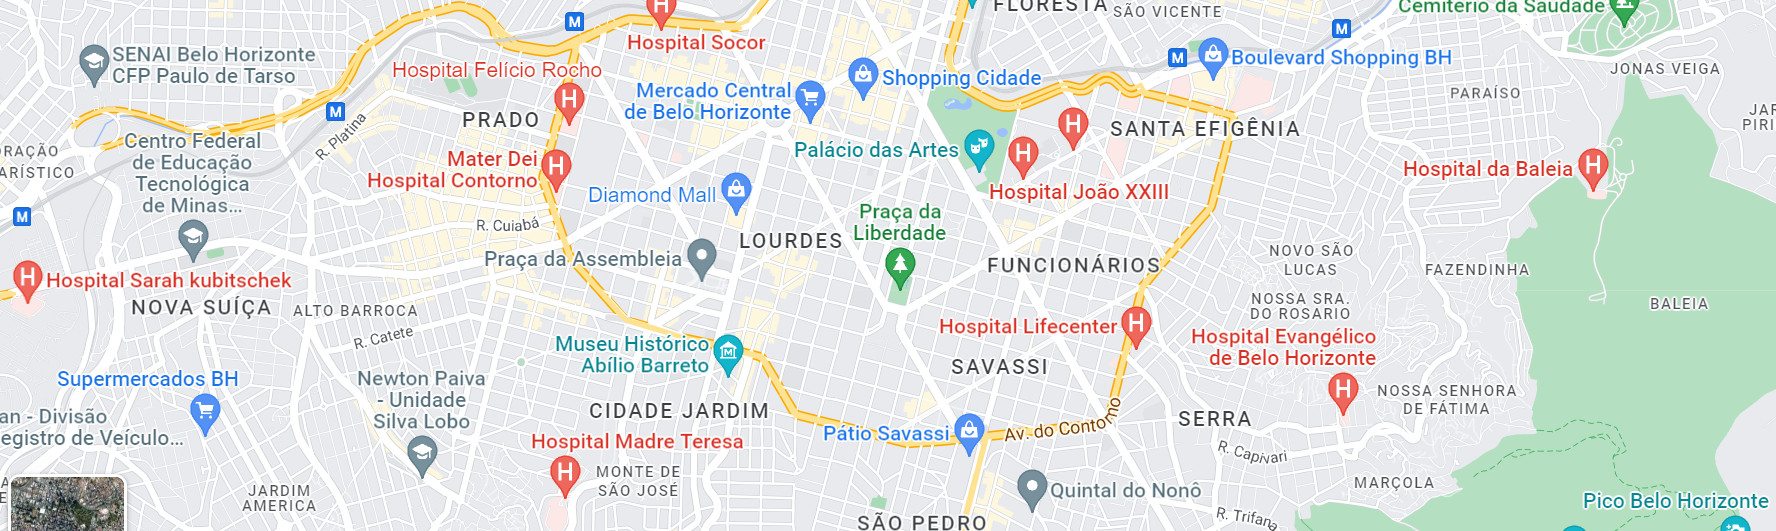 FLORESTA
SÃO VICENTE
Cemitério da Saudade
M
H
M
Hospital Socor
SENAI Belo Horizonte
CFP Paulo de Tarso
M
Boulevard Shopping BH
JONAS VEIGA
Hospital Felício Rocho
Shopping Cidade
Mercado Central
de Belo Horizonte
PARAÍSO
H
M
PRADO
JAR
PIRI
H
SANTA EFIGÊNIA
R. Platina
Centro Federal
de Educação
Tecnológica
de Minas...
ORAÇÃO
ARÍSTICO
Palácio das Artes
H
Mater Dei
Hospital Contorno
H
Hospital da Baleia
H
Hospital João XXIII
Diamond Mall
M
Praça da
Liberdade
R. Cuiabá
LOURDES
Praça da Assembleia
FUNCIONÁRIOS
NOVO SÃO
LUCAS
FAZENDINHA
H
Hospital Sarah kubitschek
NOVA SUÍÇA
ALTO BARROCA
NOSSA SRA.
DO ROSARIO
BALEIA
R. Catete
Hospital Lifecenter
H
Hospital Evangélico
de Belo Horizonte
H
Museu Histórico
Abílio Barreto
SAVASSI
Supermercados BH
Newton Paiva
- Unidade
Silva Lobo
NOSSA SENHORA
DE FÁTIMA
CIDADE JARDIM
an - Divisão
egistro de Veículo...
SERRA
Av. do Contorno
Pátio Savassi
Hospital Madre Teresa
H
R. Capivari
MONTE DE
SÃO JOSÉ
MARÇOLA
JARDIM
AMERICA
Quintal do Nonô
Pico Belo Horizonte
SÃO PEDRO
R. Trifana